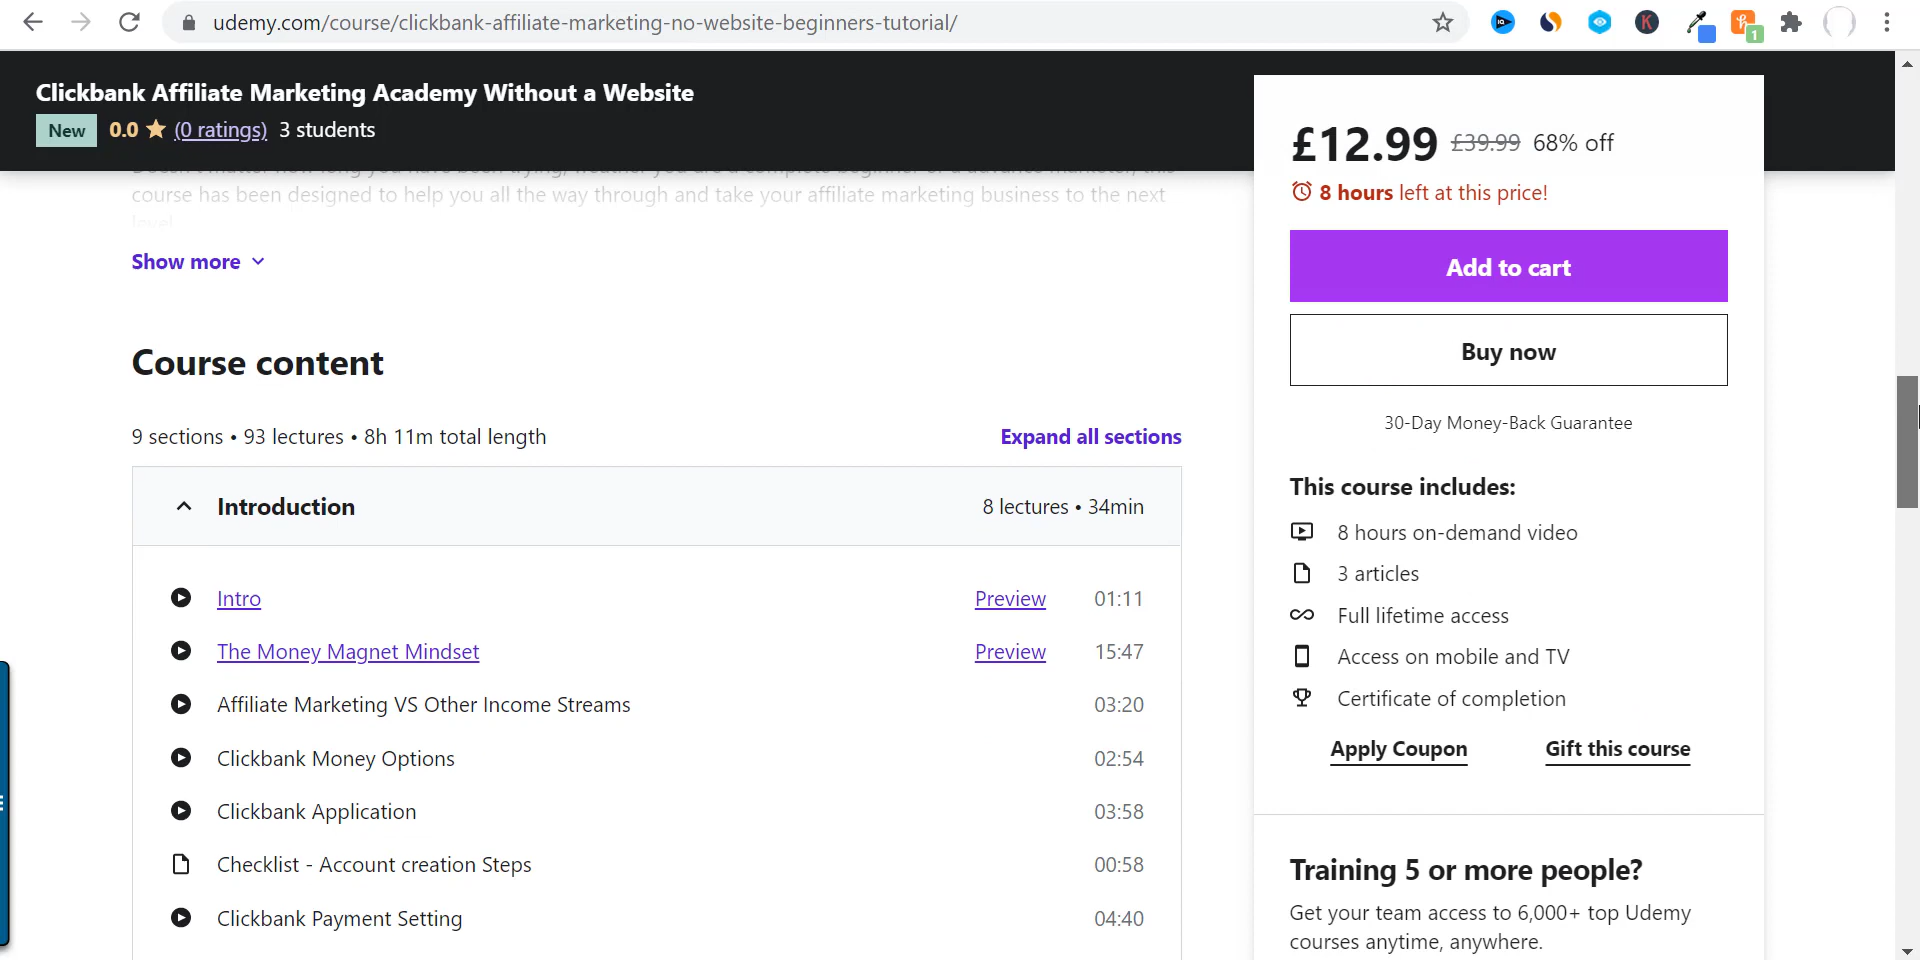 udemy.com/course/clickbank-affiliate-marketing-no-website-beginners-tutorial/
1
Clickbank Affiliate Marketing Academy Without a Website
New 0.0 (0 ratings) 3 students
course has been designed to help you all the way through and take your affiliate marketing business to the next
Show more
Course content
9 sections • 93 lectures • 8h 11m total length
Expand all sections
Introduction 8 lectures • 34min
Intro Preview 01:11
The Money Magnet Mindset Preview 15:47
Affiliate Marketing VS Other Income Streams 03:20
Clickbank Money Options 02:54
Clickbank Application 03:58
Checklist - Account creation Steps 00:58
Clickbank Payment Setting 04:40
£12.99 £39.99 68% off
8 hours left at this price!
Add to cart
Buy now
30-Day Money-Back Guarantee
This course includes:
8 hours on-demand video
3 articles
Full lifetime access
Access on mobile and TV
Certificate of completion
Apply Coupon Gift this course
Training 5 or more people?
Get your team access to 6,000+ top Udemy
courses anytime, anywhere.